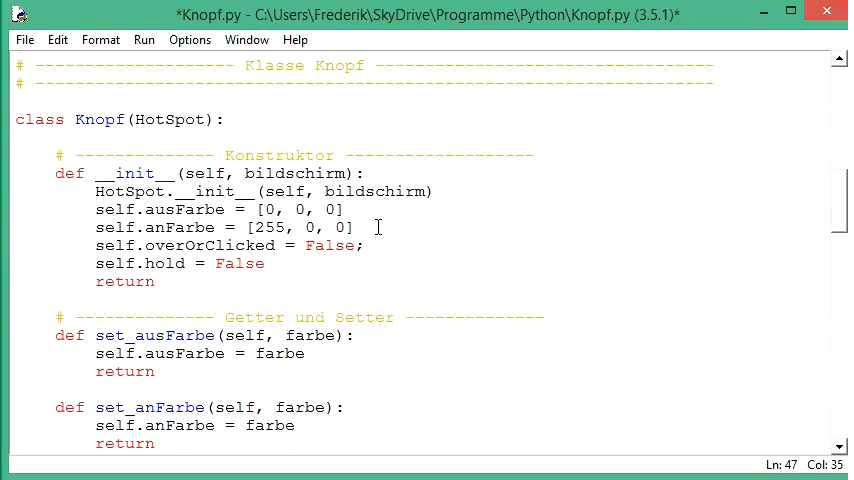 *Knopf.py - C:\Users\Frederik\SkyDrive\Programme\Python\Knopf.py (3.5.1)*
File Edit Format Run Options Window Help
# -------------------- Klasse Knopf ----------------------------------
# --------------------------------------------------------------------
class Knopf(HotSpot):
# -------------- Konstruktor -------------------
def __init__(self, bildschirm):
HotSpot.__init__(self, bildschirm)
self.ausFarbe = [0, 0, 0]
self.anFarbe = [255, 0, 0]
self.overOrClicked = False;
self.hold = False
return
# -------------- Getter und Setter --------------
def set_ausFarbe(self, farbe):
self.ausFarbe = farbe
return
def set_anFarbe(self, farbe):
self.anFarbe = farbe
return
Ln: 47 Col: 35